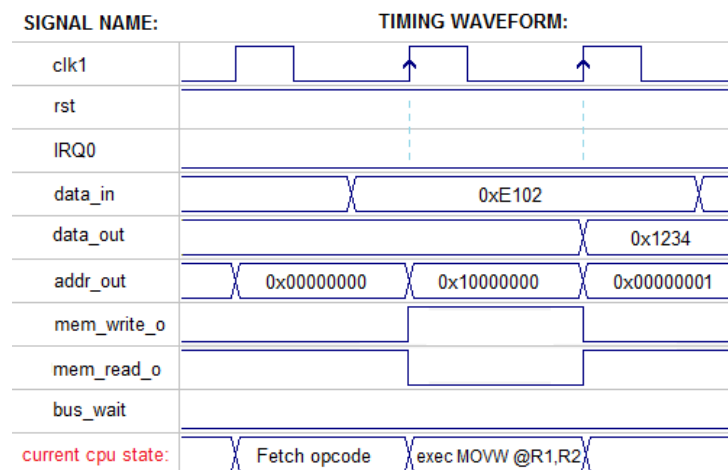 SIGNAL NAME: TIMING WAVEFORM:
clk1
rst
IRQ0
data_in 0xE102
data_out 0x1234
addr_out 0x00000000 0x10000000 0x00000001
mem_write_o
mem_read_o
bus_wait
current cpu state: Fetch opcode exec MOVW @R1,R2